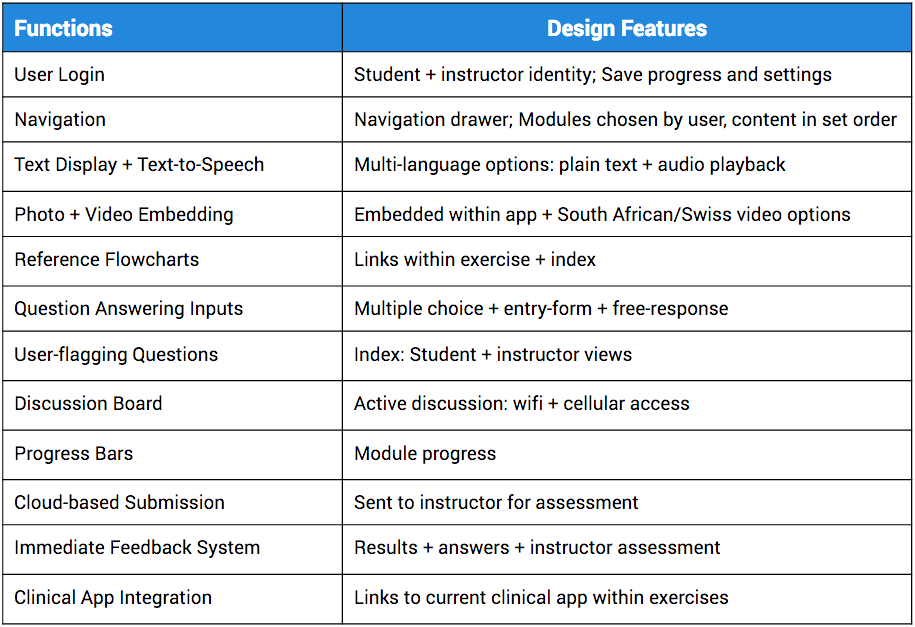 Functions Design Features
User Login Student + instructor identity; Save progress and settings
Navigation Navigation drawer; Modules chosen by user, content in set order
Text Display + Text-to-Speech Multi-language options: plain text + audio playback
Photo + Video Embedding Embedded within app + South African/Swiss video options
Reference Flowcharts Links within exercise + index
Question Answering Inputs Multiple choice + entry-form + free-response
User-flagging Questions Index: Student + instructor views
Discussion Board Active discussion: wifi + cellular access
Progress Bars Module progress
Cloud-based Submission Sent to instructor for assessment
Immediate Feedback System Results + answers + instructor assessment
Clinical App Integration Links to current clinical app within exercises